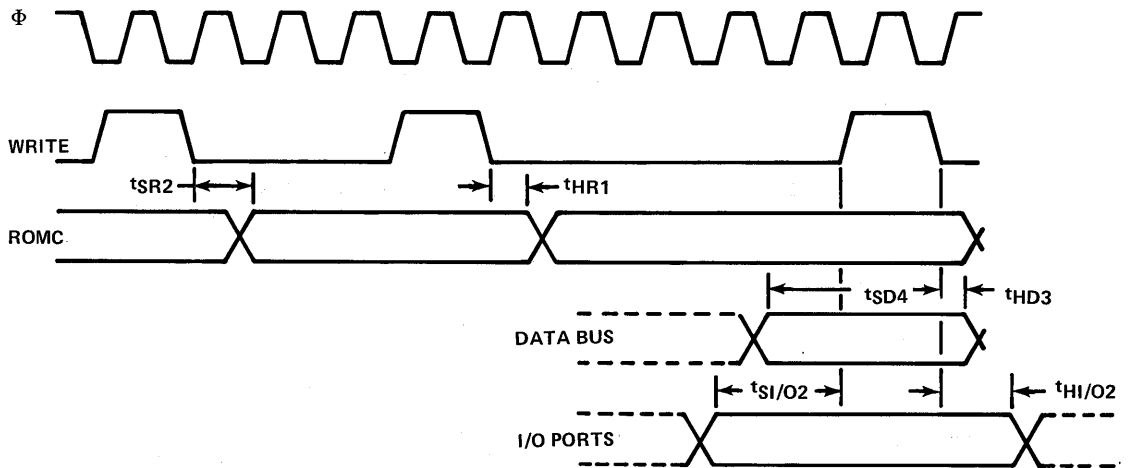 Φ
WRITE
tSR2
tHR1
ROMC
tSD4
tHD3
DATA BUS
tSI/O2
tHI/O2
I/O PORTS